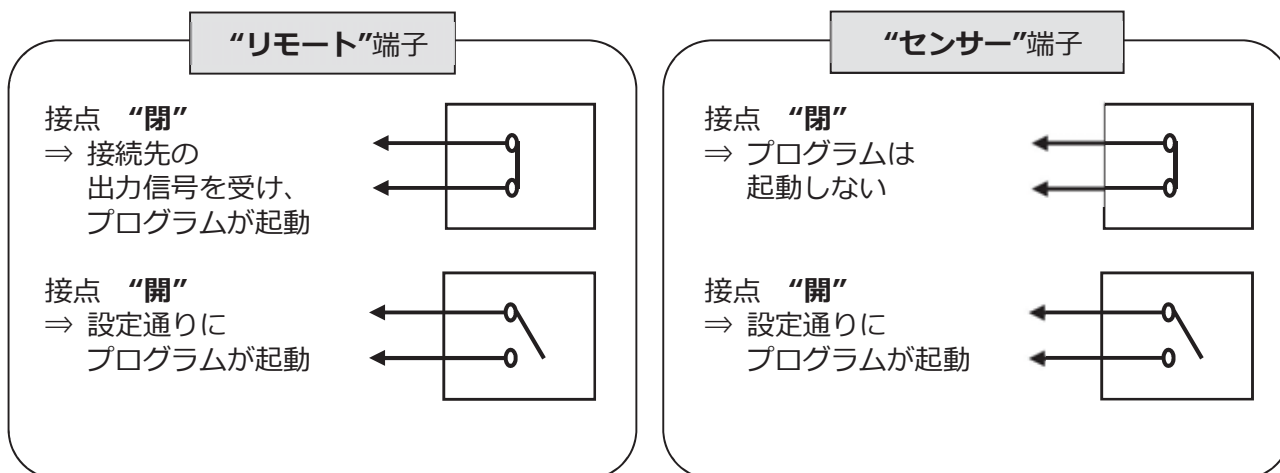 “リモート”端子
接点 “閉”
⇒ 接続先の
出力信号を受け、
プログラムが起動
接点 “開”
⇒ 設定通りに
プログラムが起動
“センサー”端子
接点 “閉”
⇒ プログラムは
起動しない
接点 “開”
⇒ 設定通りに
プログラムが起動